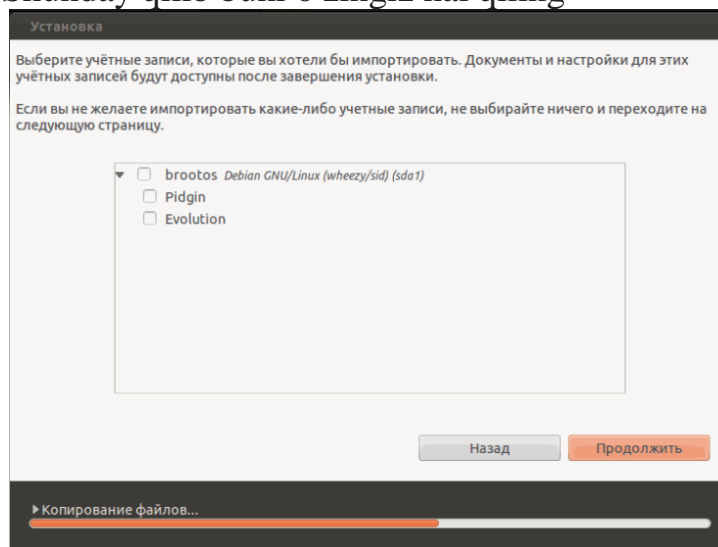 Установка
Выберите учётные записи, которые вы хотели бы импортировать. Документы и настройки для этих
учётных записей будут доступны после завершения установки.
Если вы не желаете импортировать какие-либо учетные записи, не выбирайте ничего и переходите на
следующую страницу.
brootos Debian GNU/Linux (wheezy/sid) (sda1)
Pidgin
Evolution
Назад Продолжить
Копирование файлов...